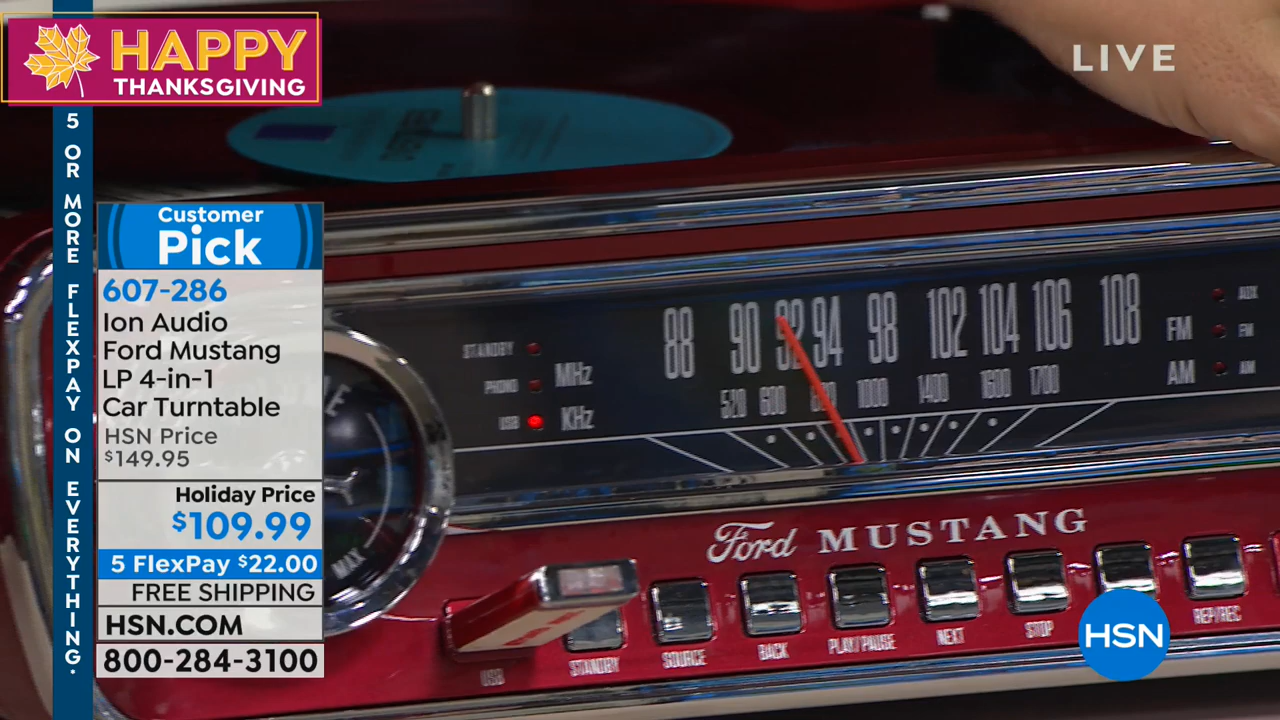 HAPPY
THANKSGIVING
LIVE
5 OR MORE FLEXPAY ON EVERYTHING.
Customer
Pick
607-286
Ion Audio
Ford Mustang
LP 4-in-1
Car Turntable
HSN Price
$149.95
Holiday Price
$109.99
5 FlexPay $22.00
FREE SHIPPING
HSN.COM
800-284-3100
STANDBY
PHONO
USB
MHz
KHz
88 90 92 94 98 102 104 106 108
520 600 800 1000 1400 1600 1700
FM
AM
AUX
FM
AM
MAX
Ford MUSTANG
USB
STANDBY
SOURCE
BACK
PLAY/PAUSE
NEXT
STOP
REP/REC
HSN